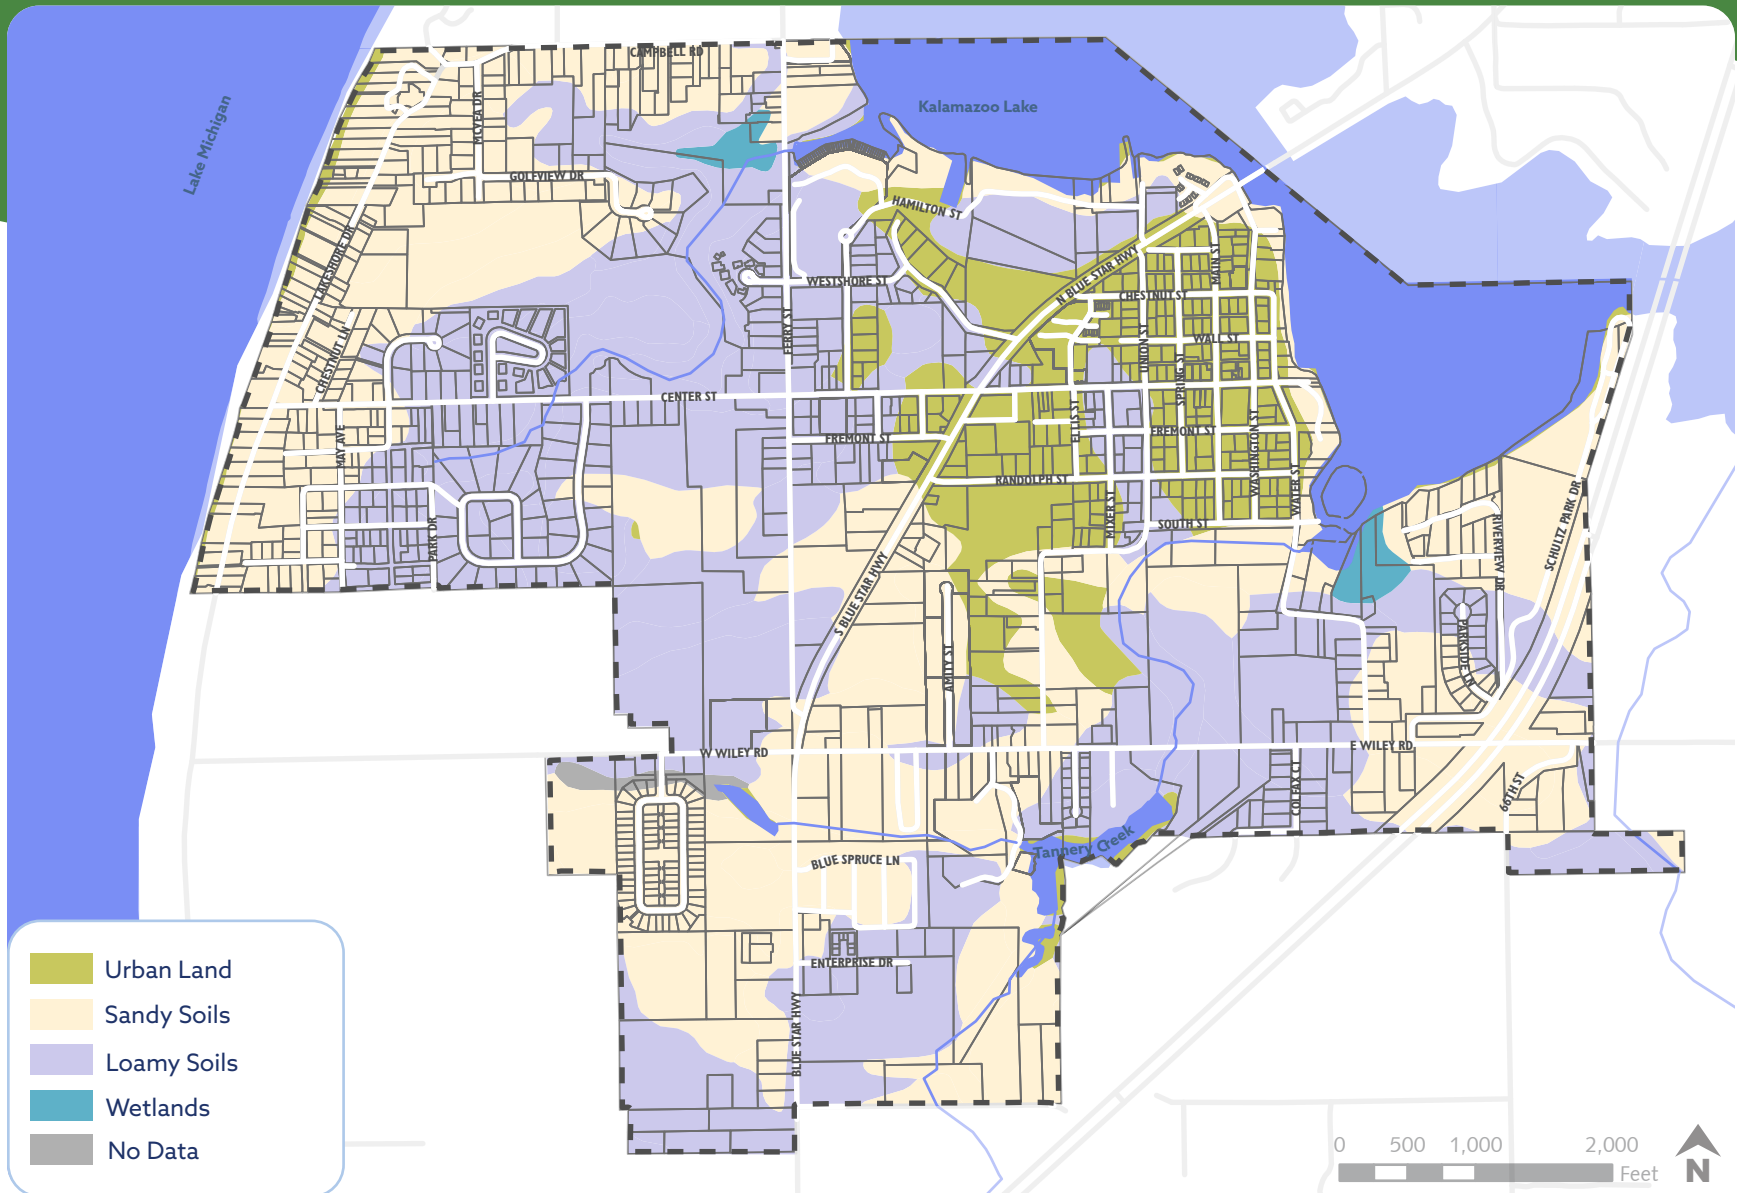 CAMPBELL RD
Lake Michigan
Kalamazoo Lake
MCVEA DR
GOLFVIEW DR
HAMILTON ST
LAKESHORE DR
N BLUE STAR HWY
MAIN ST
WESTSHORE ST
CHESTNUT ST
CHESTNUT LN
FERRY ST
UNION ST
WALL ST
SPRING ST
CENTER ST
MAY AVE
FREMONT ST
ELLIS ST
FREMONT ST
WASHINGTON ST
RANDOLPH ST
WATER ST
MIXER ST
SOUTH ST
PARK DR
RIVERVIEW DR
SCHULTZ PARK DR
S BLUE STAR HWY
AMITY ST
PARKSIDE LN
W WILEY RD
E WILEY RD
COLFAX CT
66TH ST
Tannery Creek
BLUE SPRUCE LN
ENTERPRISE DR
BLUE STAR HWY
Urban Land
Sandy Soils
Loamy Soils
Wetlands
No Data
0 500 1,000 2,000
Feet
N